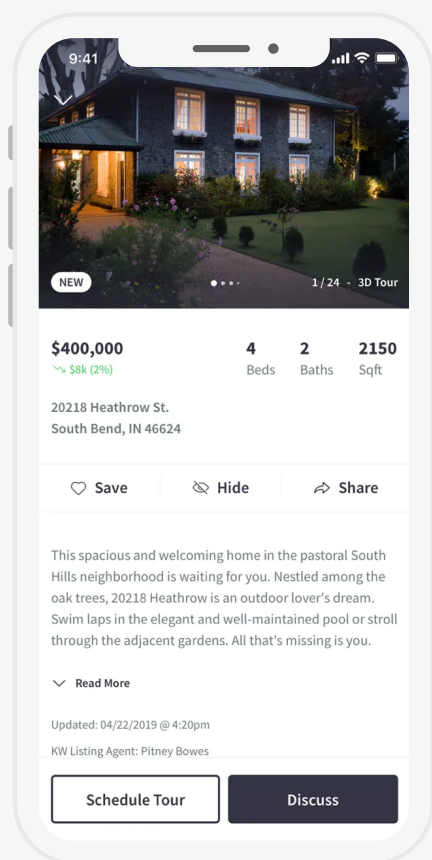 9:41
NEW
1 / 24 - 3D Tour
$400,000
4
2
2150
$8k (2%)
Beds
Baths
Sqft
20218 Heathrow St.
South Bend, IN 46624
Save
Hide
Share
This spacious and welcoming home in the pastoral South
Hills neighborhood is waiting for you. Nestled among the
oak trees, 20218 Heathrow is an outdoor lover's dream.
Swim laps in the elegant and well-maintained pool or stroll
through the adjacent gardens. All that's missing is you.
Read More
Updated: 04/22/2019 @ 4:20pm
KW Listing Agent: Pitney Bowes
Schedule Tour
Discuss